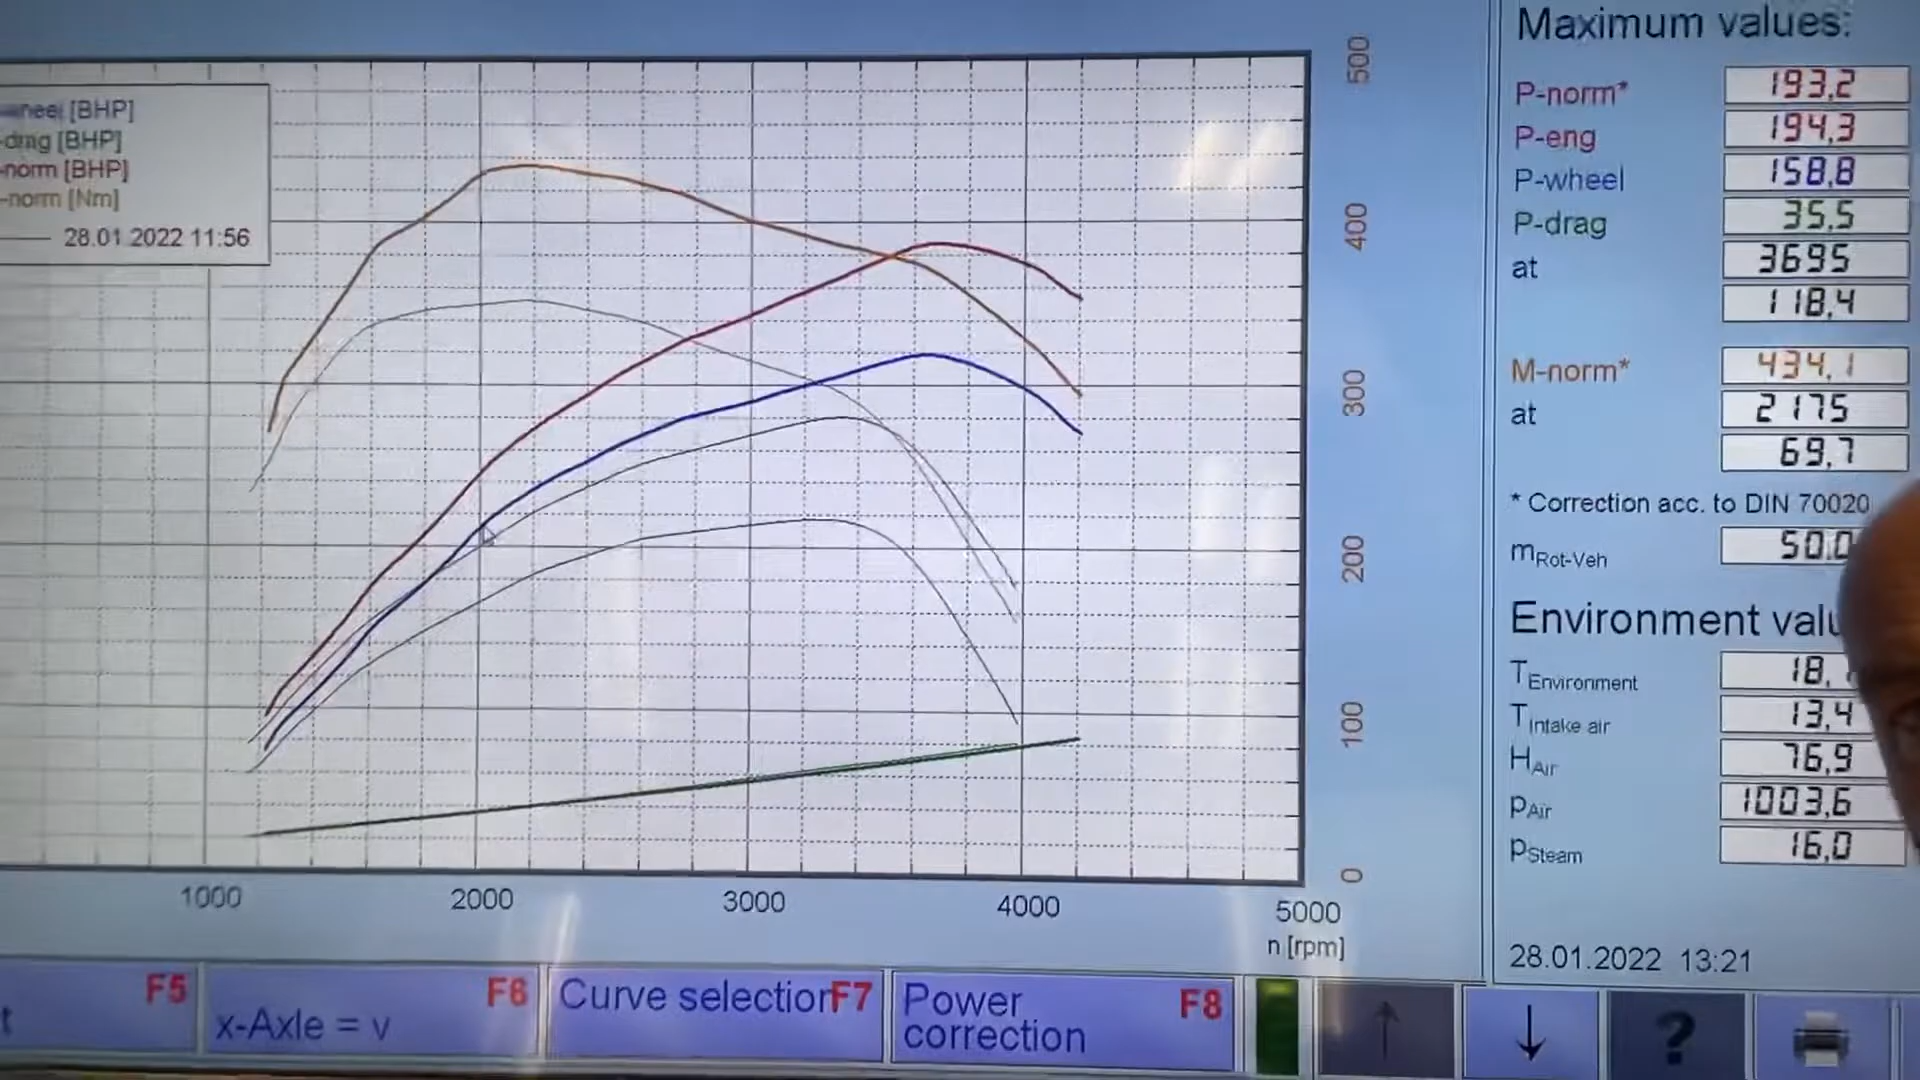 [BHP]
drag [BHP]
norm [BHP]
-norm [Nm]
28.01.2022 11:56
500
400
300
200
100
0
1000 2000 3000 4000 5000
n [rpm]
Maximum values:
P-norm* 193,2
P-eng 194,3
P-wheel 158,8
P-drag 35,5
at 3695
118,4
M-norm* 434,1
at 2175
69,7
* Correction acc. to DIN 70020
mRot-Veh 50,0
Environment valu
TEnvironment 18,
TIntake air 13,4
HAir 76,9
pAir 1003,6
pSteam 16,0
28.01.2022 13:21
t F5
x-Axle = v F6
Curve selection F7
Power F8
correction
?